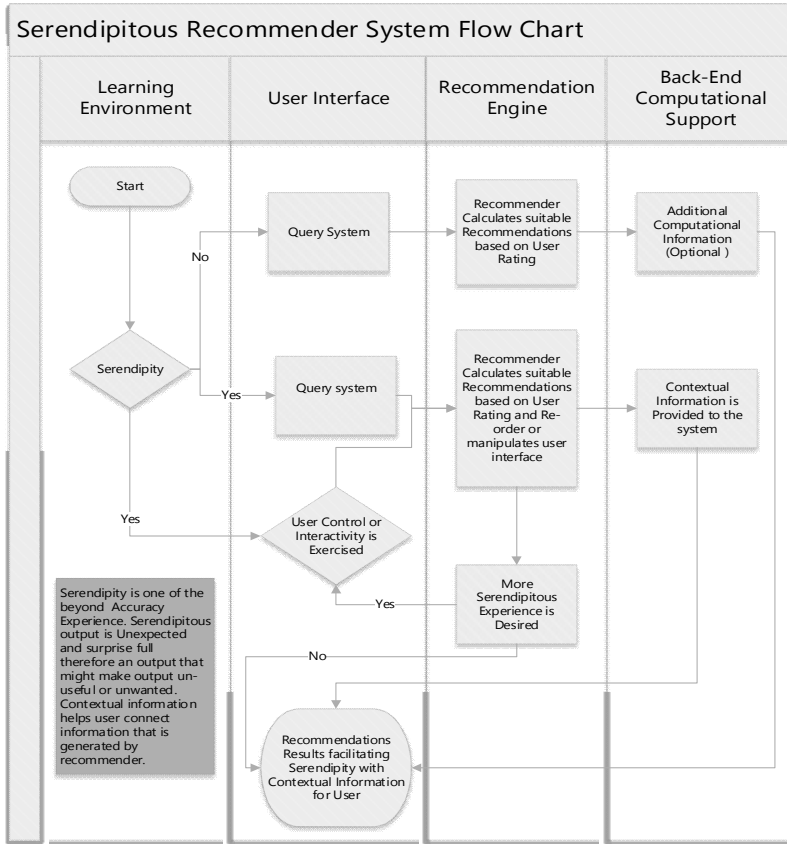 Serendipitous Recommender System Flow Chart
Learning
Environment
User Interface
Recommendation
Engine
Back-End
Computational
Support
Start
Query System
Recommender
Calculates suitable
Recommendations
based on User
Rating
Additional
Computational
Information
(Optional )
No
Serendipity
Yes
Query system
Recommender
Calculates suitable
Recommendations
based on User
Rating and Re-
order or
manipulates user
interface
Contextual
Information is
Provided to the
system
Yes
User Control or
Interactivity is
Exercised
More
Serendipitous
Experience is
Desired
Yes
No
Serendipity is one of the
beyond Accuracy
Experience. Serendipitous
output is Unexpected
and surprise full
therefore an output that
might make output un-
useful or unwanted.
Contextual information
helps user connect
information that is
generated by
recommender.
Recommendations
Results facilitating
Serendipity with
Contextual Information
for User